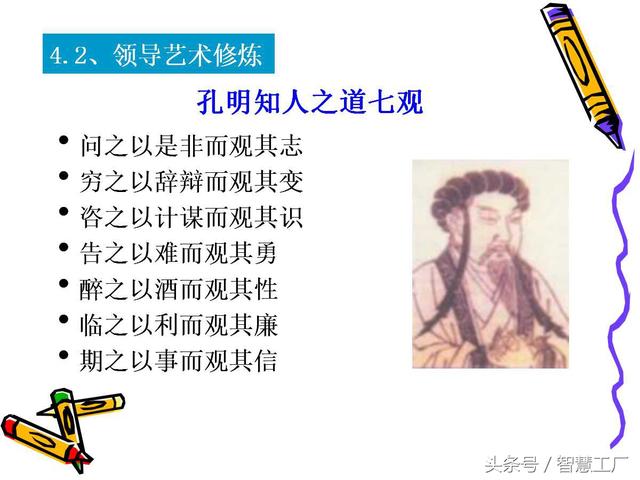 4.2、领导艺术修炼
孔明知人之道七观
• 问之以是非而观其志
• 穷之以辞辩而观其变
• 咨之以计谋而观其识
• 告之以难而观其勇
• 醉之以酒而观其性
• 临之以利而观其廉
• 期之以事而观其信
头条号／智慧工厂